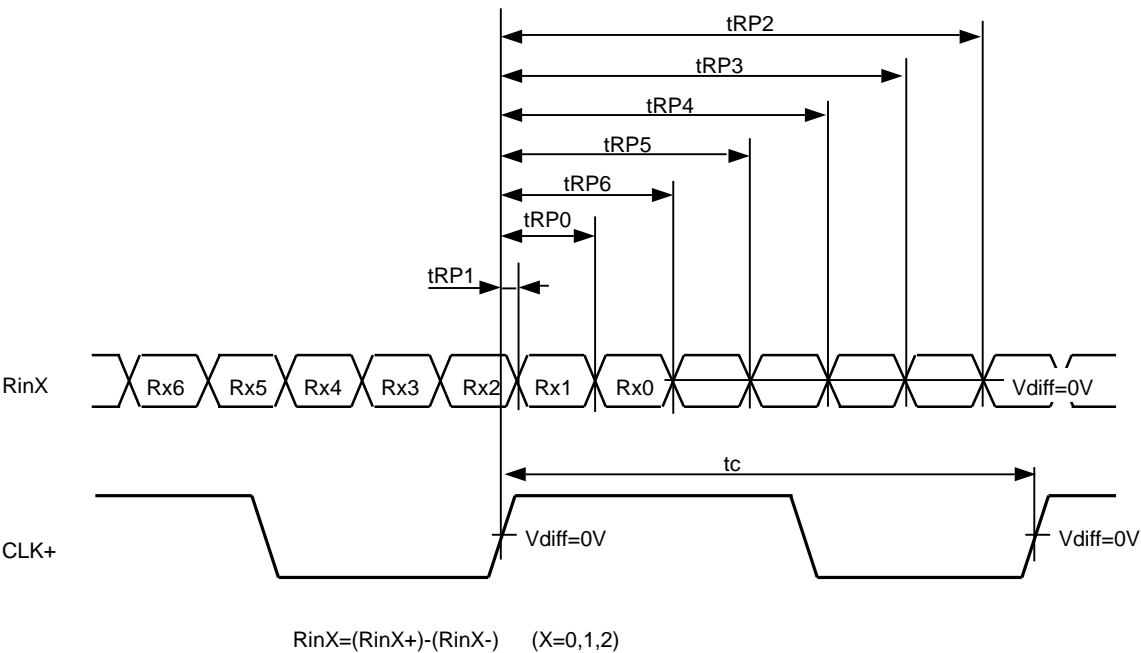 tRP2
tRP3
tRP4
tRP5
tRP6
tRP0
tRP1
RinX Rx6 Rx5 Rx4 Rx3 Rx2 Rx1 Rx0 Vdiff=0V
tc
CLK+ Vdiff=0V Vdiff=0V
RinX=(RinX+)-(RinX-) (X=0,1,2)